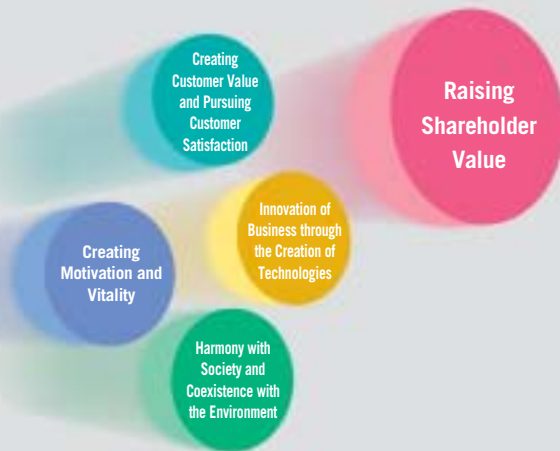 Creating
Customer Value
and Pursuing
Customer
Satisfaction
Raising
Shareholder
Value
Innovation of
Business through
the Creation of
Technologies
Creating
Motivation and
Vitality
Harmony with
Society and
Coexistence with
the Environment